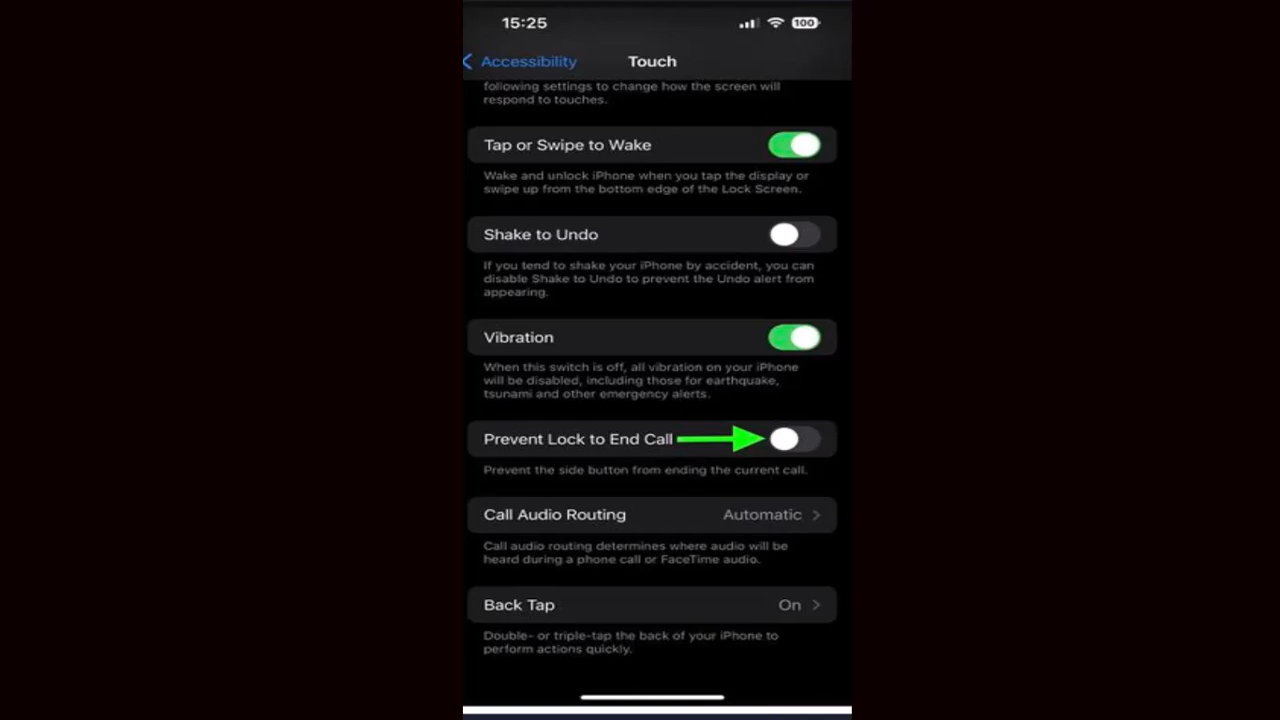 15:25
100
Accessibility
Touch
following settings to change how the screen will
respond to touches.
Tap or Swipe to Wake
Wake and unlock iPhone when you tap the display or
swipe up from the bottom edge of the Lock Screen.
Shake to Undo
If you tend to shake your iPhone by accident, you can
disable Shake to Undo to prevent the Undo alert from
appearing.
Vibration
When this switch is off, all vibration on your iPhone
will be disabled, including those for earthquake,
tsunami and other emergency alerts.
Prevent Lock to End Call
Prevent the side button from ending the current call.
Call Audio Routing Automatic
Call audio routing determines where audio will be
heard during a phone call or FaceTime audio.
Back Tap On
Double- or triple-tap the back of your iPhone to
perform actions quickly.